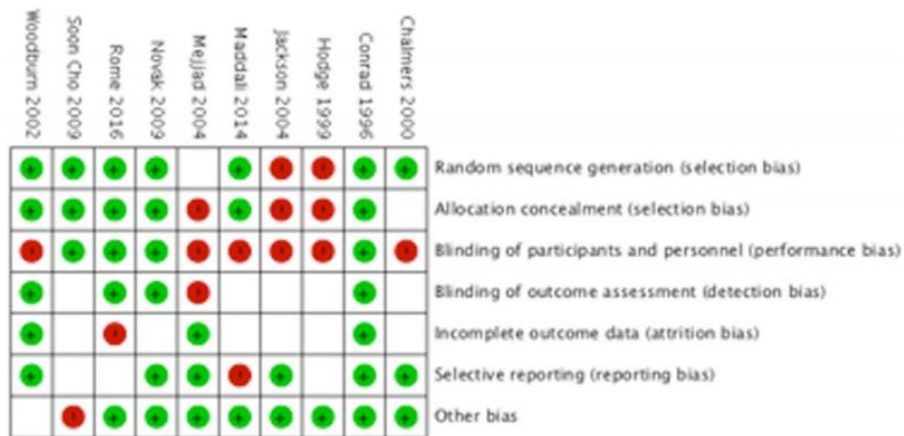 Woodburn 2002
Soon Cho 2009
Rome 2016
Novak 2009
Mejjad 2004
Maddali 2014
Jackson 2004
Hodge 1999
Conrad 1996
Chalmers 2000
Random sequence generation (selection bias)
Allocation concealment (selection bias)
Blinding of participants and personnel (performance bias)
Blinding of outcome assessment (detection bias)
Incomplete outcome data (attrition bias)
Selective reporting (reporting bias)
Other bias